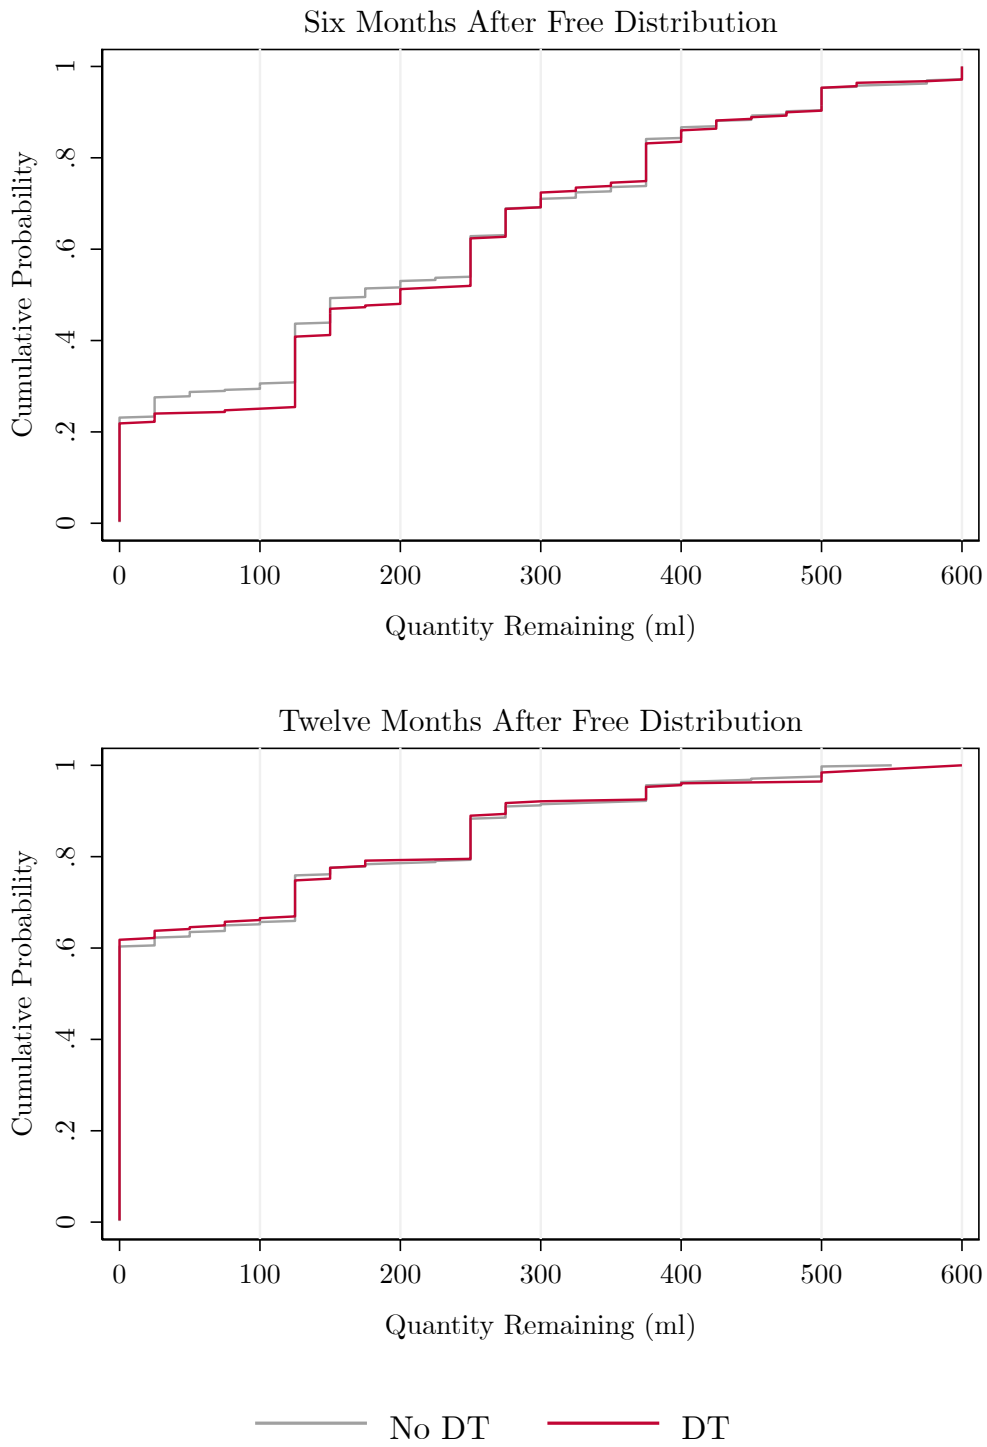 Six Months After Free Distribution
Cumulative Probability
1
.8
.6
.4
.2
0
0 100 200 300 400 500 600
Quantity Remaining (ml)
Twelve Months After Free Distribution
Cumulative Probability
1
.8
.6
.4
.2
0
0 100 200 300 400 500 600
Quantity Remaining (ml)
No DT DT